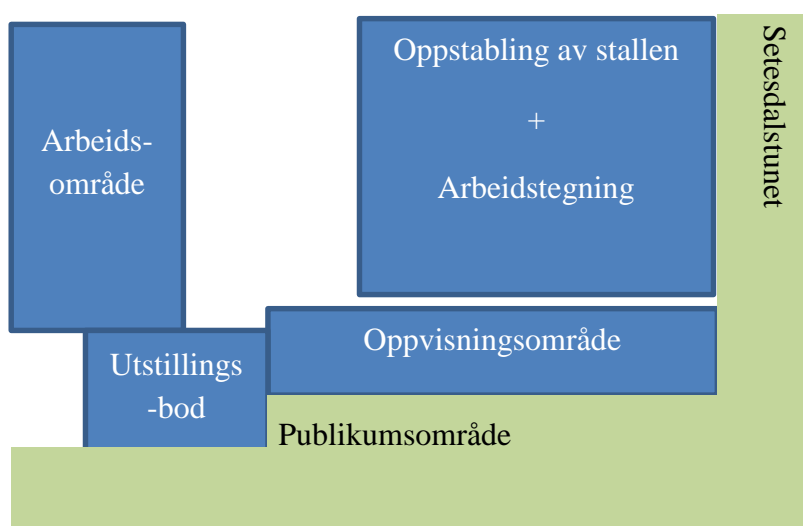 Arbeids-
område
Oppstabling av stallen
+
Arbeidstegning
Setesdalstunet
Utstillings
-bod
Oppvisningsområde
Publikumsområde